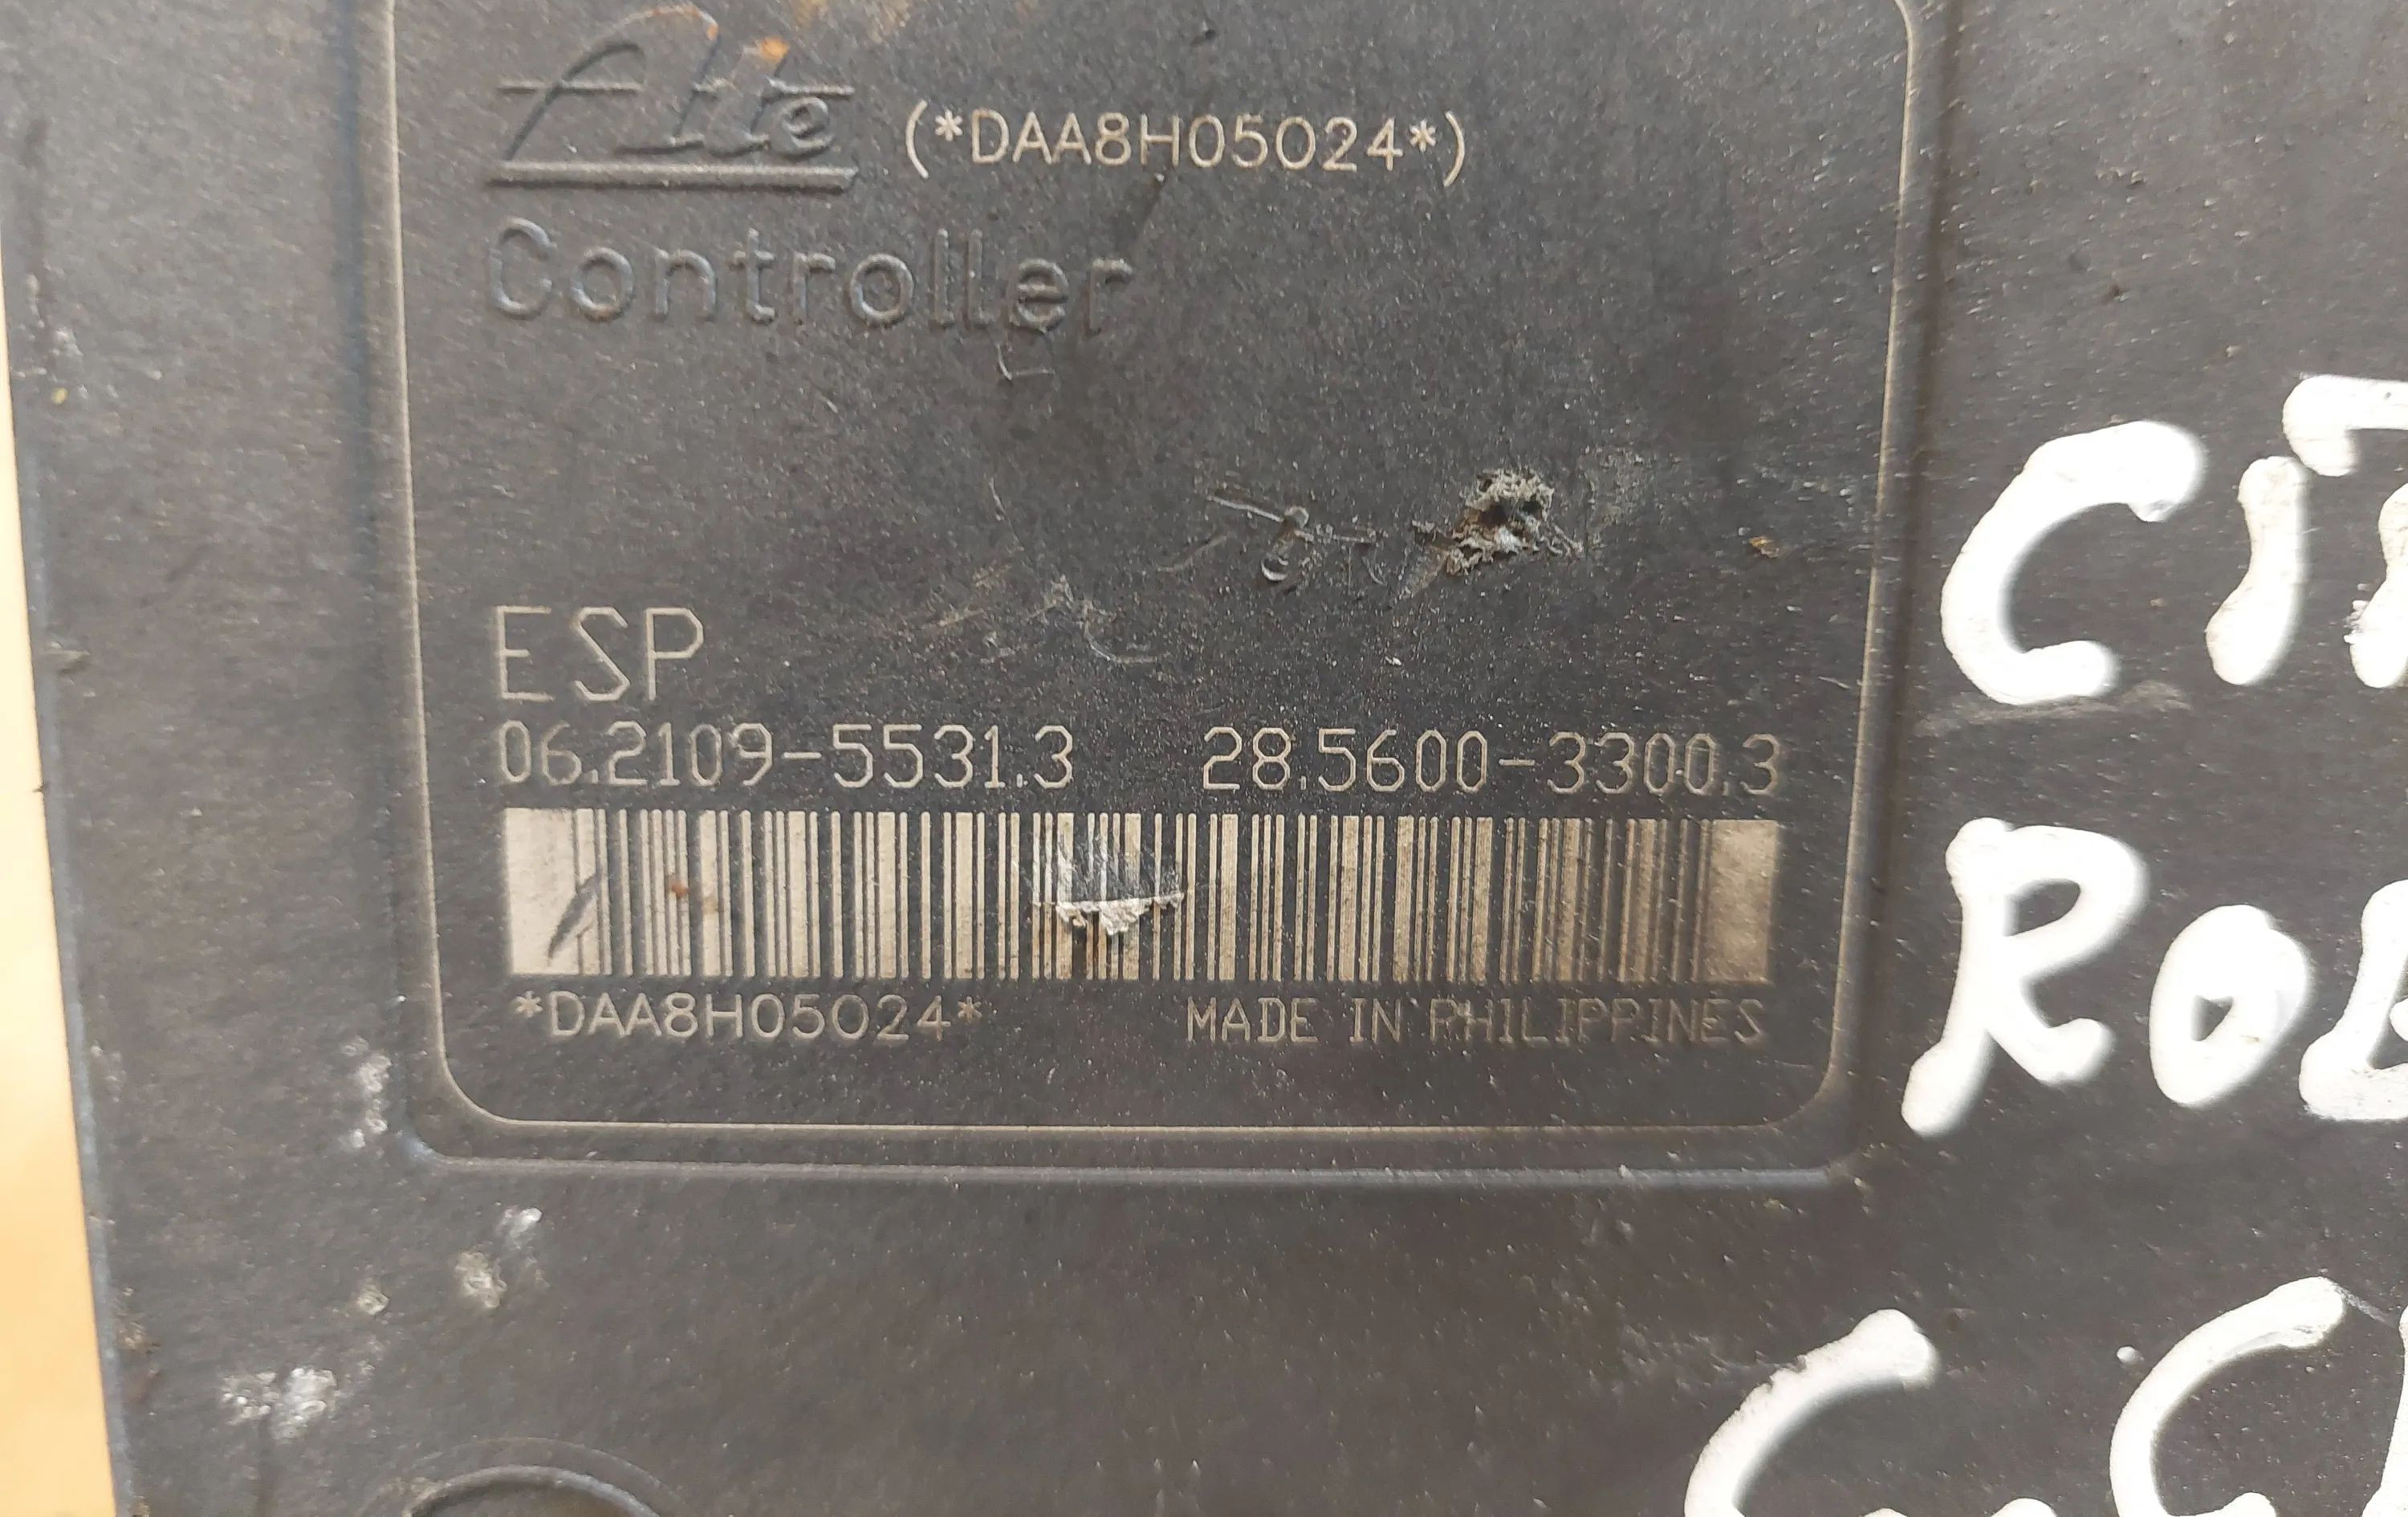 Ate (*DAA8H05024*)
Controller
ESP
06.2109-5531.3 28.5600-3300.3
*DAA8H05024* MADE IN PHILIPPINES